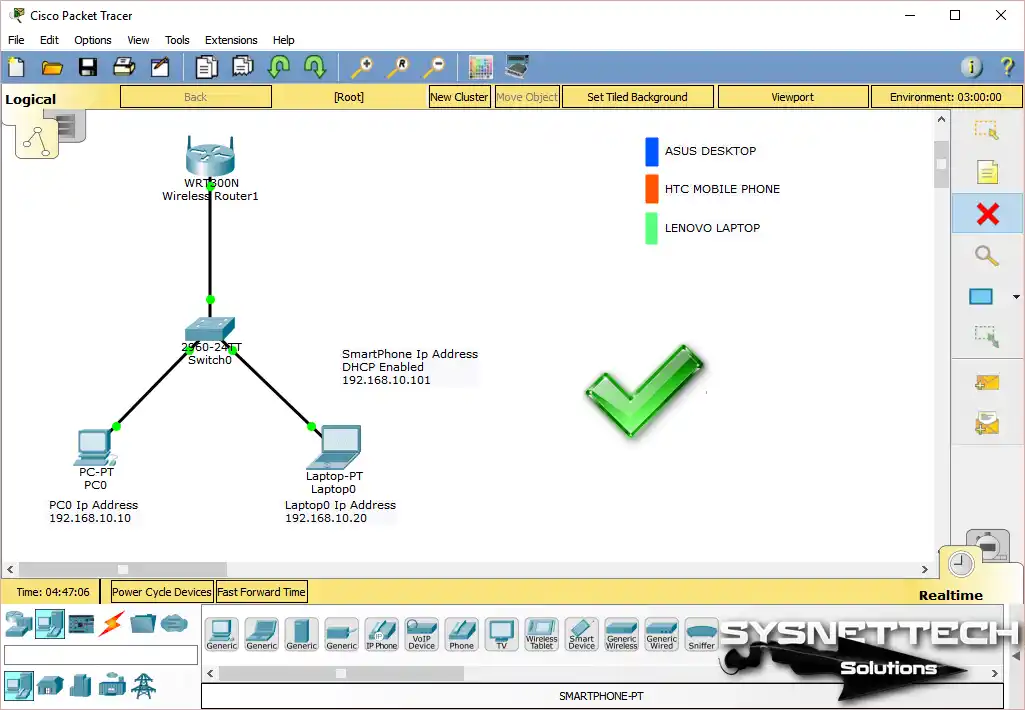 Cisco Packet Tracer
File Edit Options View Tools Extensions Help
Logical
Back
[Root]
New Cluster
Move Object
Set Tiled Background
Viewport
Environment: 03:00:00
WRT300N
Wireless Router1
ASUS DESKTOP
HTC MOBILE PHONE
LENOVO LAPTOP
2960-24TT
Switch0
SmartPhone Ip Address
DHCP Enabled
192.168.10.101
PC-PT
PC0
Laptop-PT
Laptop0
PC0 Ip Address
192.168.10.10
Laptop0 Ip Address
192.168.10.20
Time: 04:47:06
Power Cycle Devices
Fast Forward Time
Realtime
Generic
Generic
Generic
Generic
IP Phone
VoIP
Device
Phone
TV
Wireless
Tablet
Smart
Device
Generic
Wireless
Generic
Wired
Sniffer
SYSNETTECH
Solutions
SMARTPHONE-PT